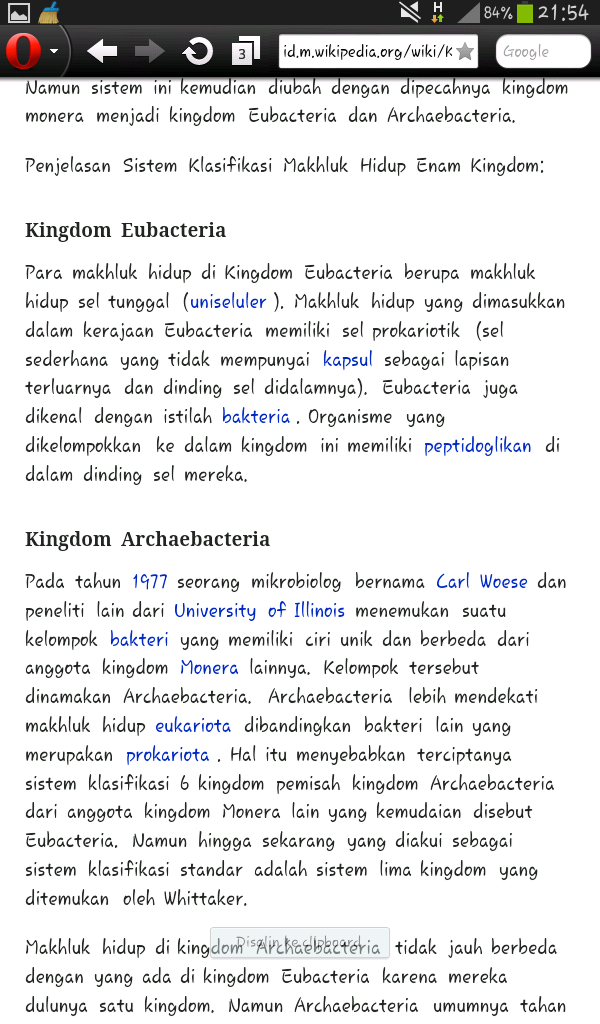 H
84% 21:54
3 id.m.wikipedia.org/wiki/K Google
Namun sistem ini kemudian diubah dengan dipecahnya kingdom
monera menjadi kingdom Eubacteria dan Archaebacteria.
Penjelasan Sistem Klasifikasi Makhluk Hidup Enam Kingdom:
Kingdom Eubacteria
Para makhluk hidup di Kingdom Eubacteria berupa makhluk
hidup sel tunggal (uniseluler ). Makhluk hidup yang dimasukkan
dalam kerajaan Eubacteria memiliki sel prokariotik (sel
sederhana yang tidak mempunyai kapsul sebagai lapisan
terluarnya dan dinding sel didalamnya). Eubacteria juga
dikenal dengan istilah bakteria . Organisme yang
dikelompokkan ke dalam kingdom ini memiliki peptidoglikan di
dalam dinding sel mereka.
Kingdom Archaebacteria
Pada tahun 1977 seorang mikrobiolog bernama Carl Woese dan
peneliti lain dari University of Illinois menemukan suatu
kelompok bakteri yang memiliki ciri unik dan berbeda dari
anggota kingdom Monera lainnya. Kelompok tersebut
dinamakan Archaebacteria. Archaebacteria lebih mendekati
makhluk hidup eukariota dibandingkan bakteri lain yang
merupakan prokariota . Hal itu menyebabkan terciptanya
sistem klasifikasi 6 kingdom pemisah kingdom Archaebacteria
dari anggota kingdom Monera lain yang kemudaian disebut
Eubacteria. Namun hingga sekarang yang diakui sebagai
sistem klasifikasi standar adalah sistem lima kingdom yang
ditemukan oleh Whittaker.
Disalin ke clipboard
Makhluk hidup di kingdom Archaebacteria tidak jauh berbeda
dengan yang ada di kingdom Eubacteria karena mereka
dulunya satu kingdom. Namun Archaebacteria umumnya tahan